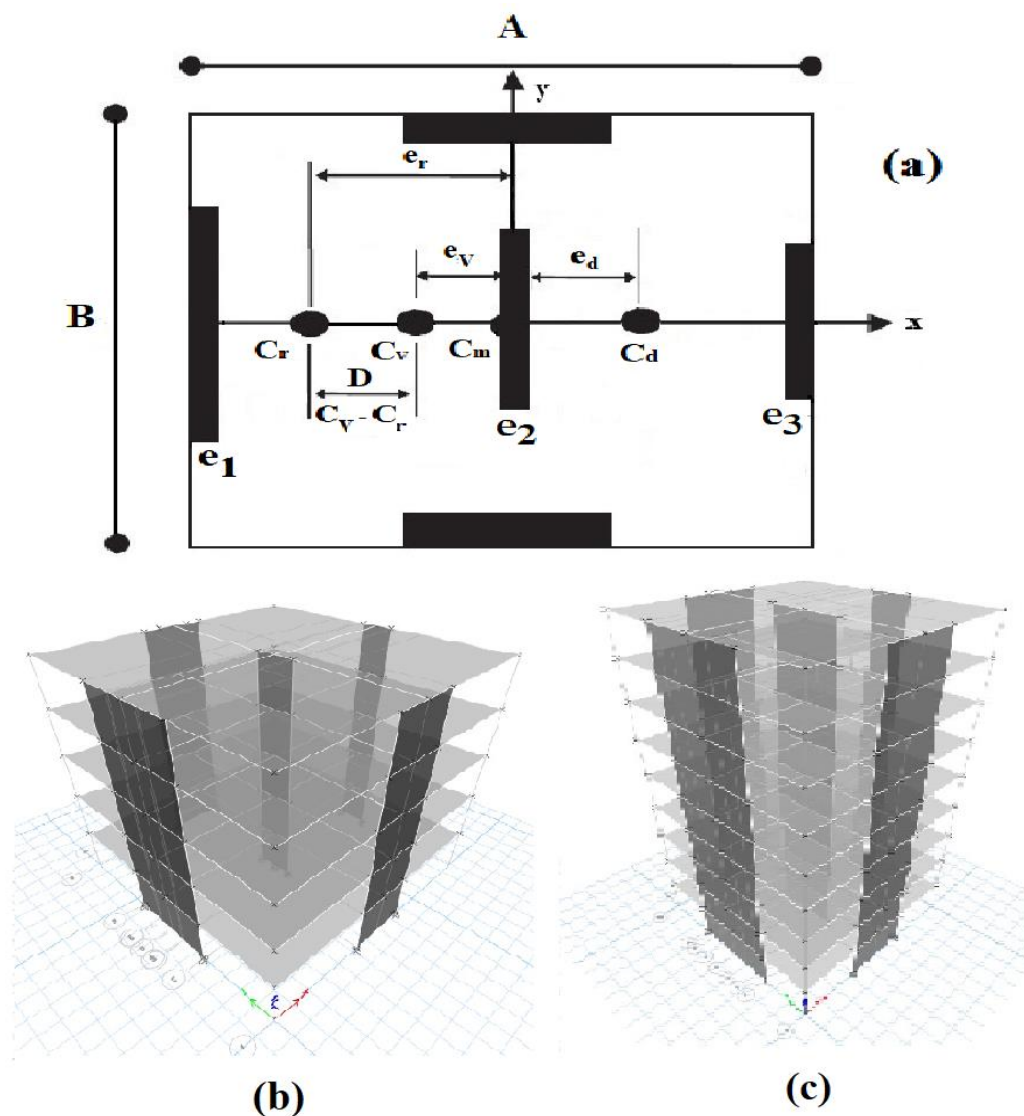 A
y
(a)
e_r
e_V
e_d
B
x
C_r
C_v
C_m
C_d
D
C_V - C_r
e_1
e_2
e_3
(b)
(c)